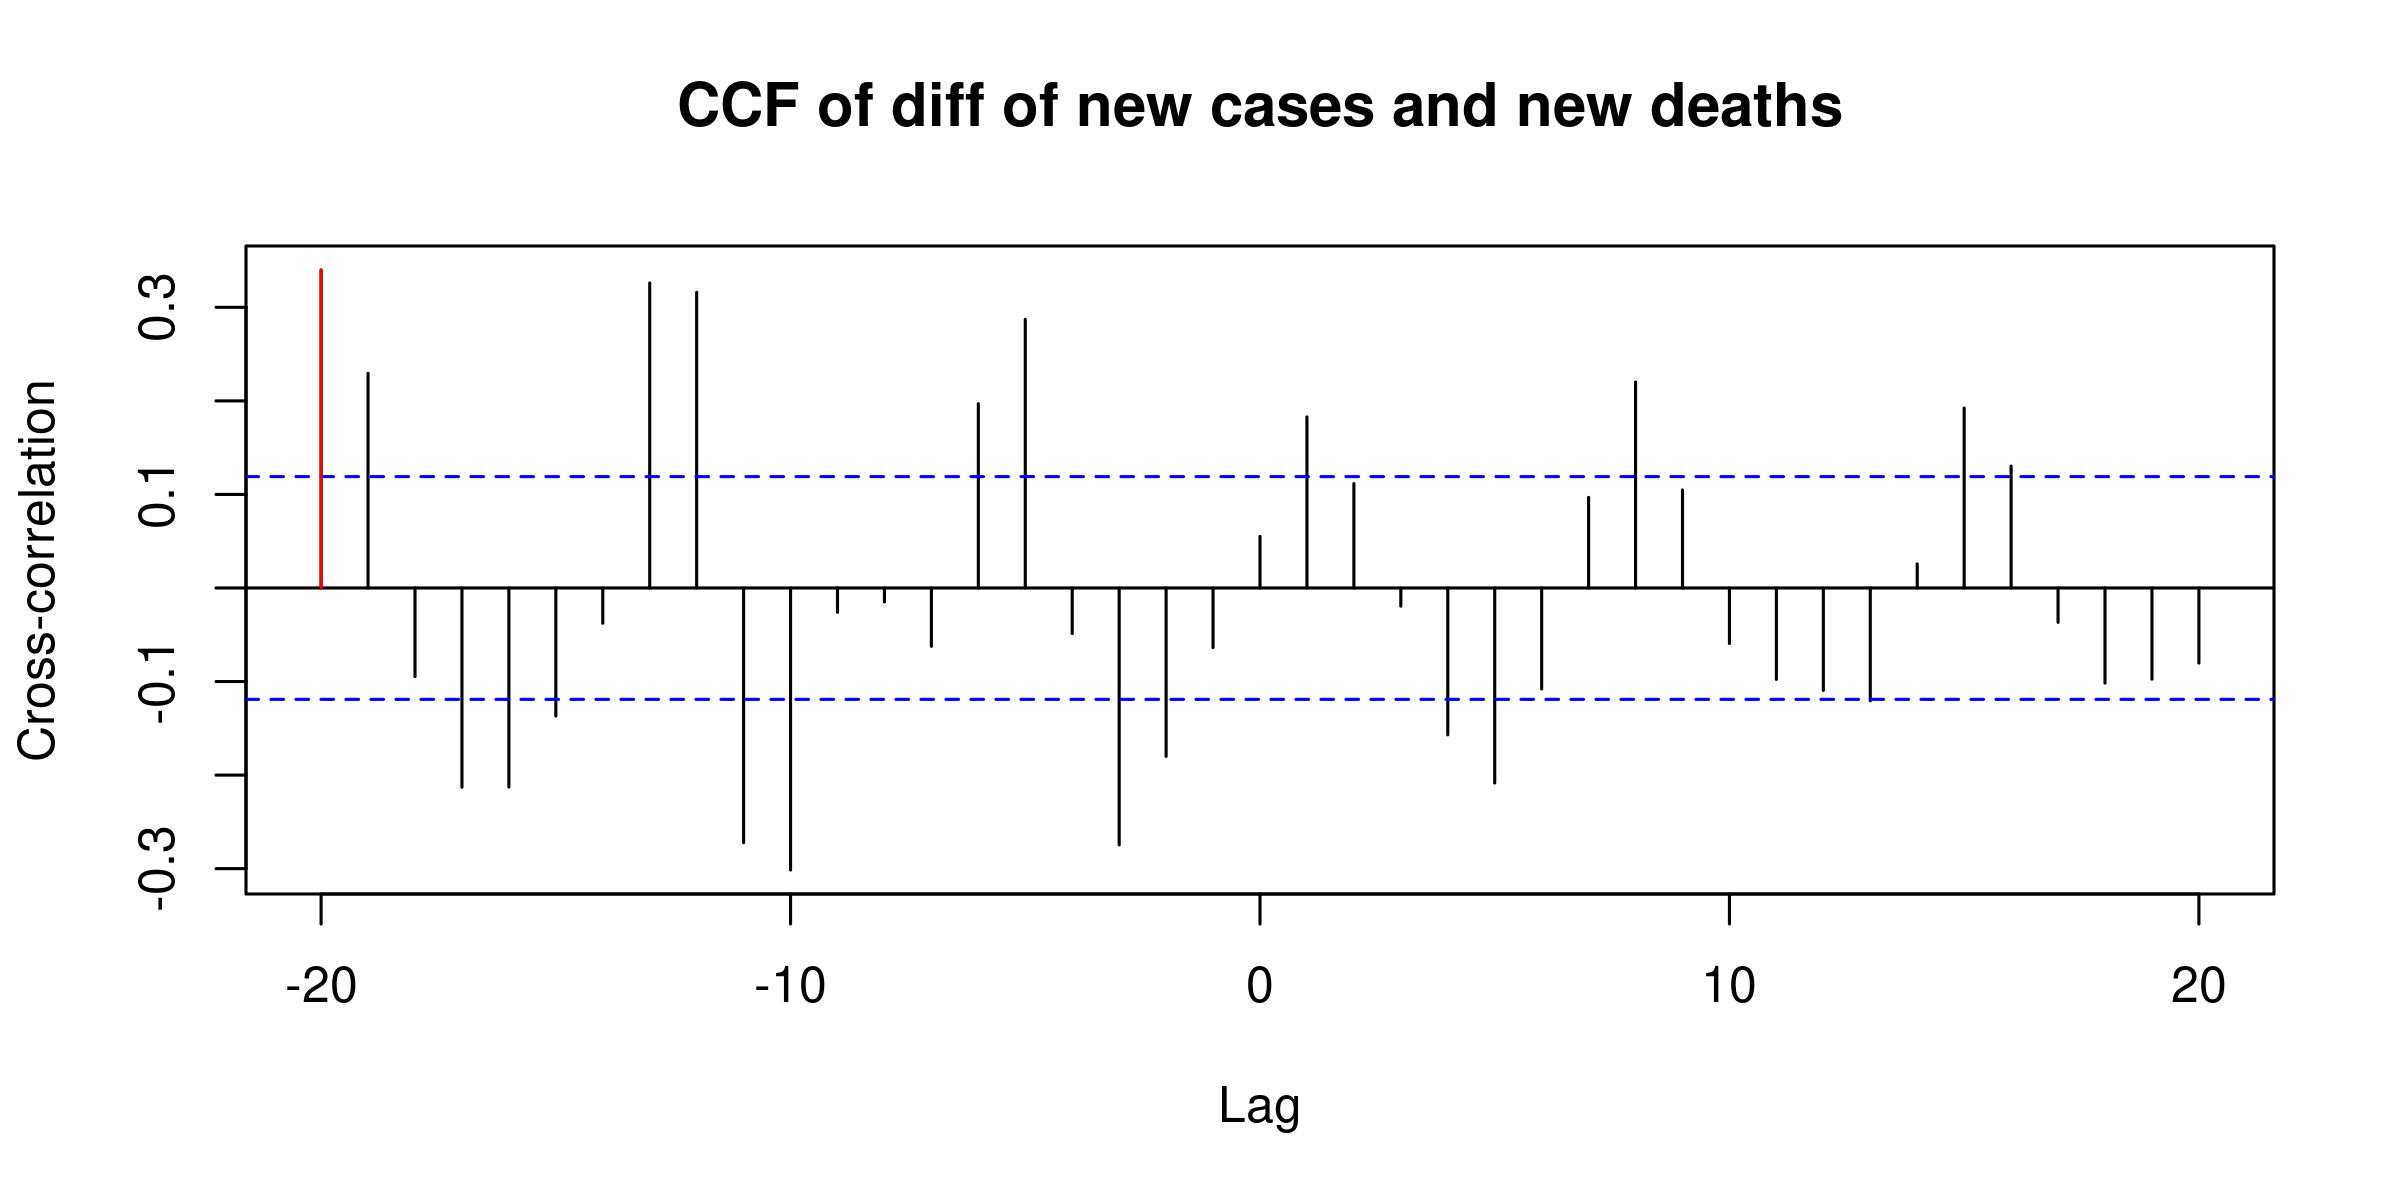 CCF of diff of new cases and new deaths
Cross-correlation
0.3
0.1
-0.1
-0.3
-20 -10 0 10 20
Lag